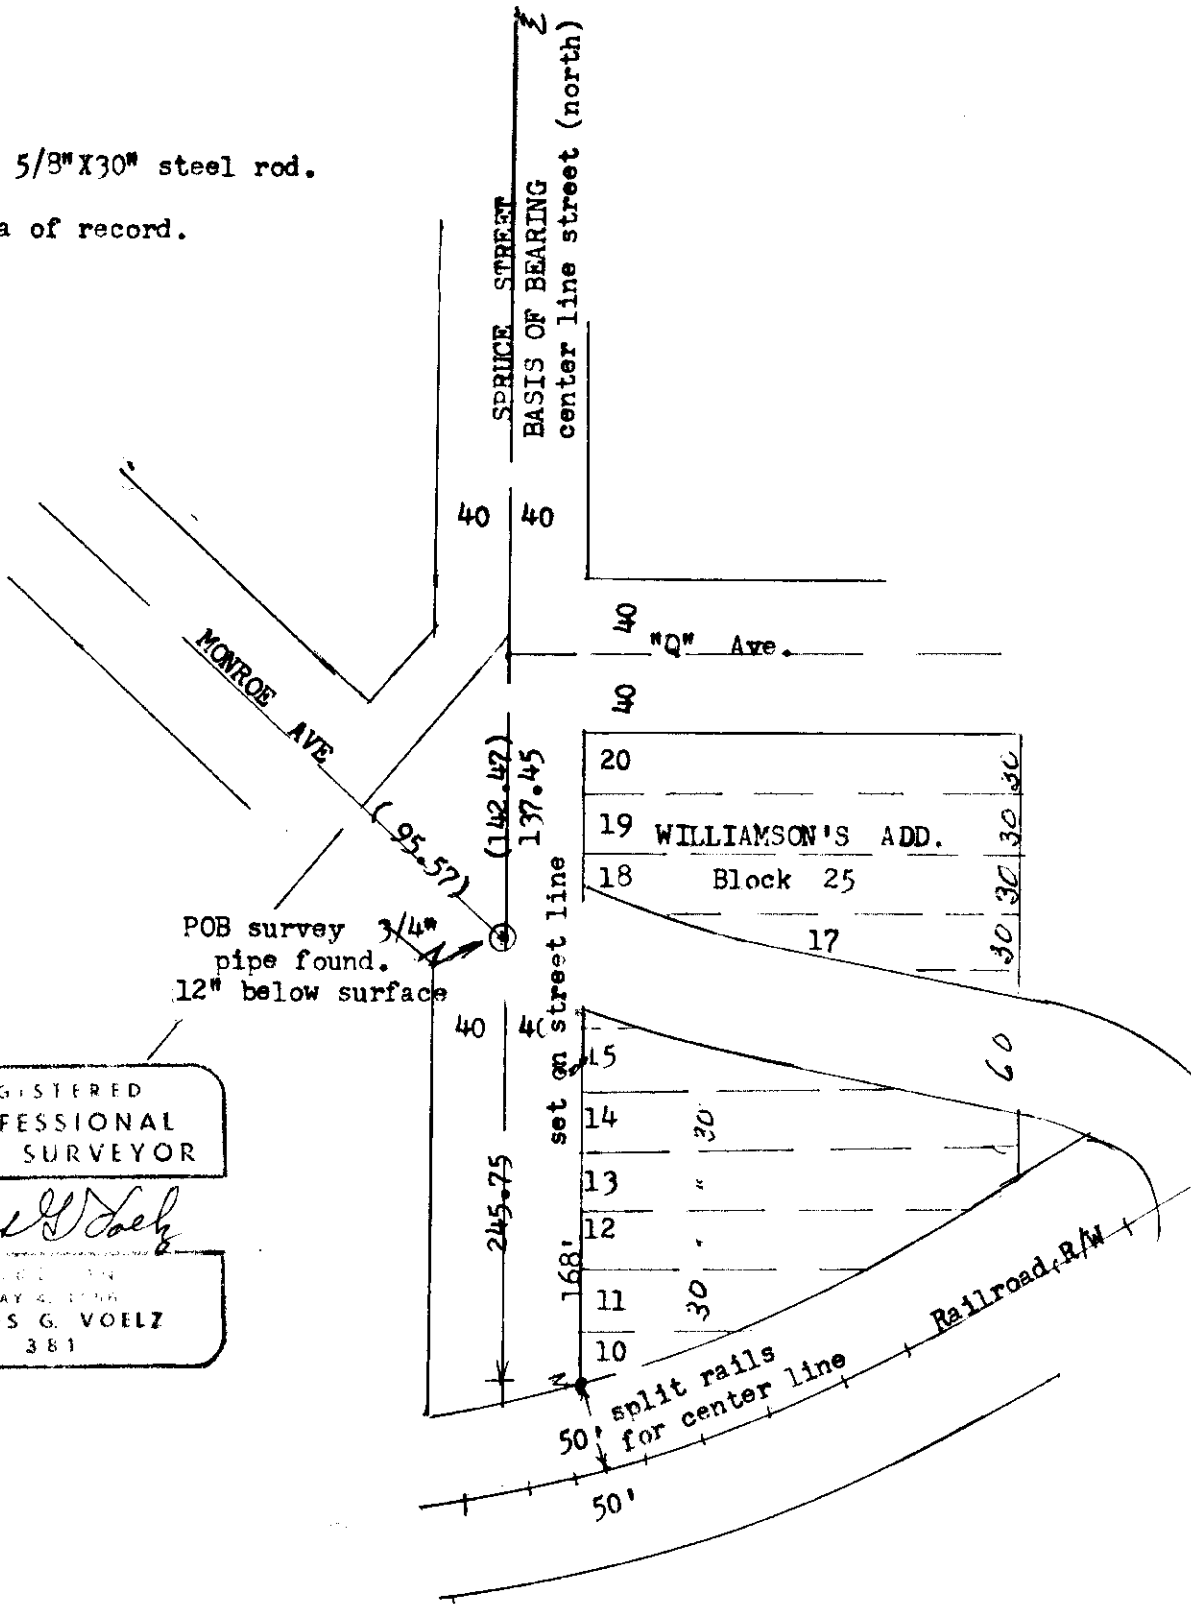 5/8"X30" steel rod.
a of record.
SPRUCE STREET
BASIS OF BEARING
center line street (north)
40 40
MONROE AVE
40
"Q" Ave.
40
(142.47)
137.45
(95.57)
20
19 WILLIAMSON'S ADD.
18 Block 25
17
30 30 30 30
POB survey 3/4"
pipe found.
12" below surface
set on street line
40 40
15
14
13
12
11
10
60
30 " " 30
245.75
168'
GISTERED
FESSIONAL
SURVEYOR
S G. VOELZ
381
N
split rails
for center line
Railroad R/W
50'
50'